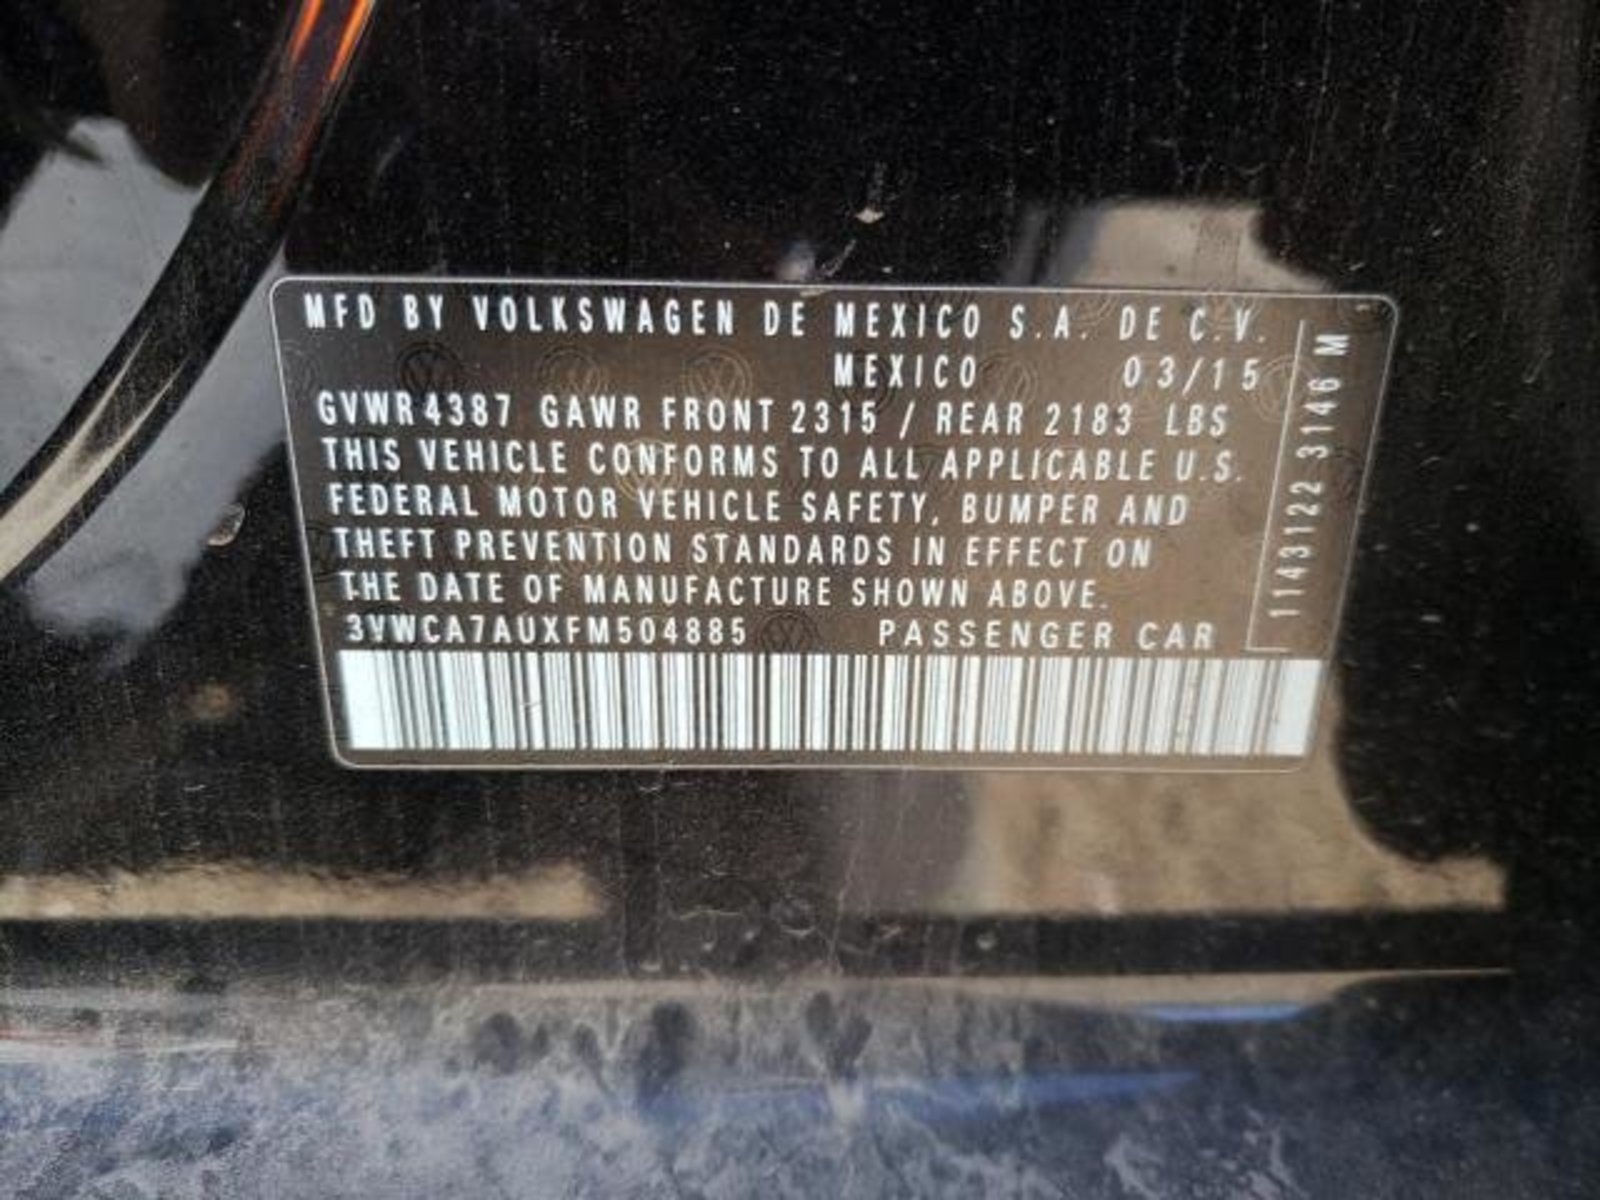 MFD BY VOLKSWAGEN DE MEXICO S.A. DE C.V.
MEXICO 03/15
GVWR 4387 GAWR FRONT 2315 / REAR 2183 LBS
THIS VEHICLE CONFORMS TO ALL APPLICABLE U.S.
FEDERAL MOTOR VEHICLE SAFETY, BUMPER AND
THEFT PREVENTION STANDARDS IN EFFECT ON
THE DATE OF MANUFACTURE SHOWN ABOVE.
3VWCA7AUXFM504885 PASSENGER CAR
1143122 3146 M